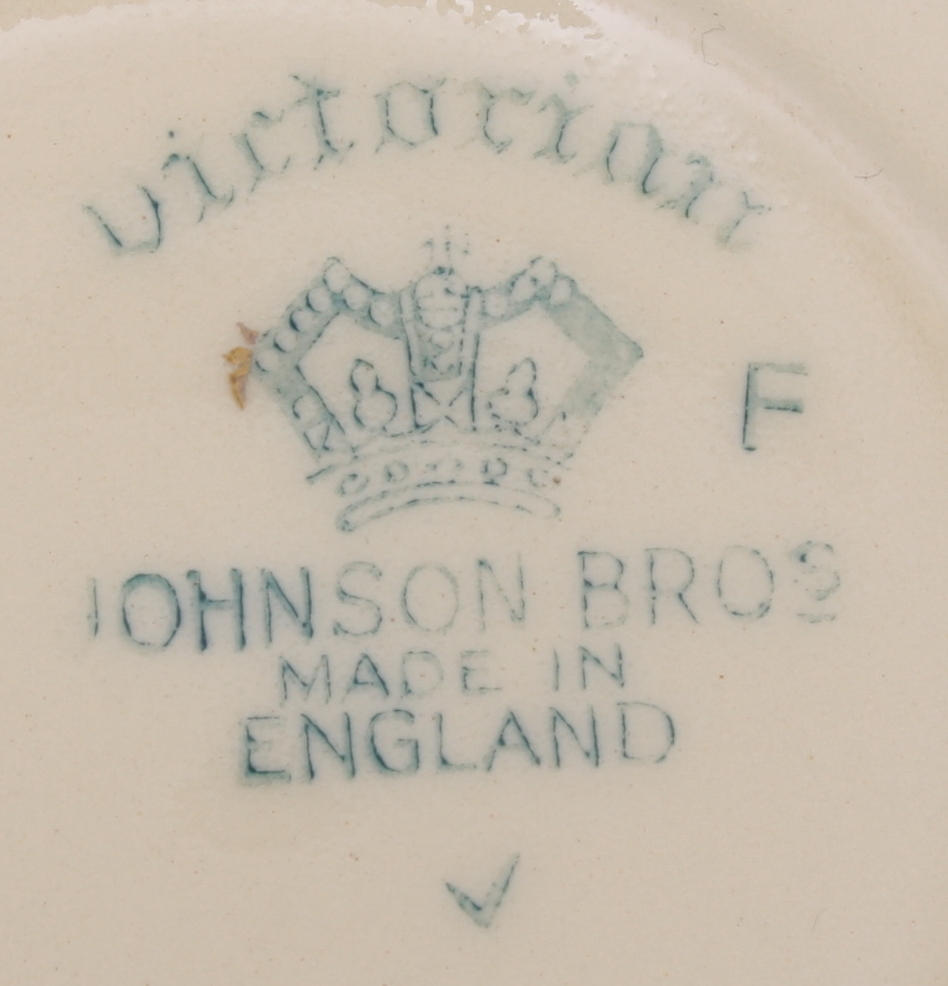 Victorian
F
JOHNSON BROS
MADE IN
ENGLAND